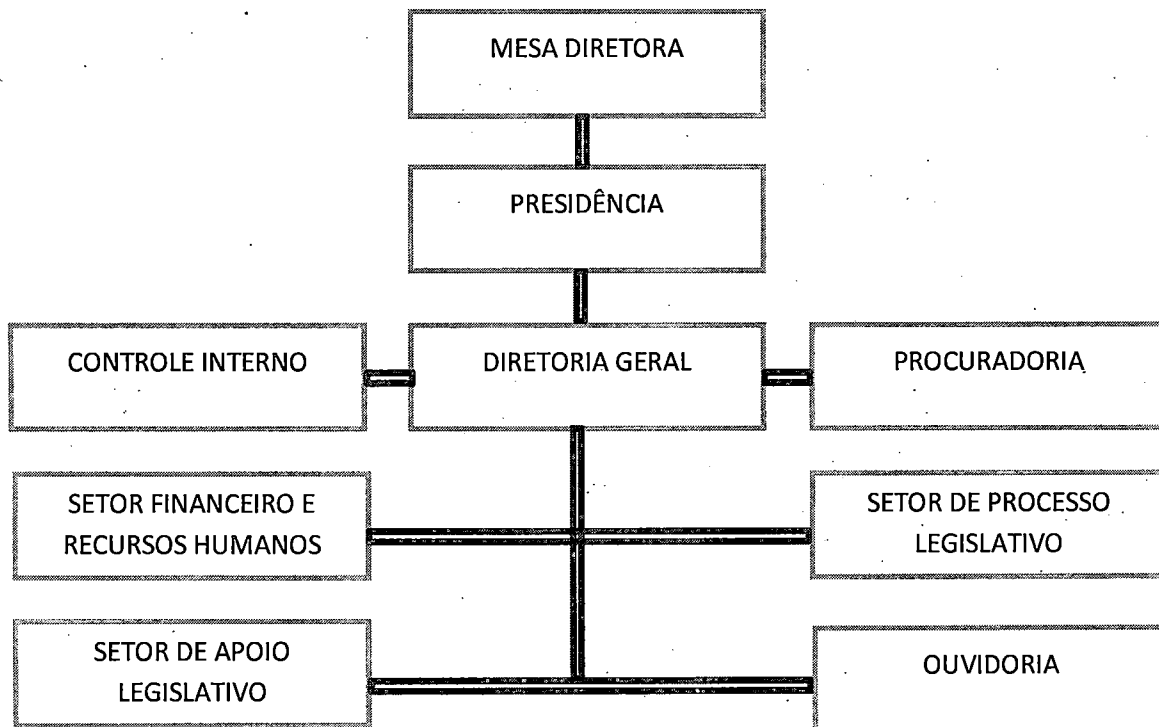 MESA DIRETORA
PRESIDÊNCIA
CONTROLE INTERNO
DIRETORIA GERAL
PROCURADORIA
SETOR FINANCEIRO E
RECURSOS HUMANOS
SETOR DE PROCESSO
LEGISLATIVO
SETOR DE APOIO
LEGISLATIVO
OUVIDORIA